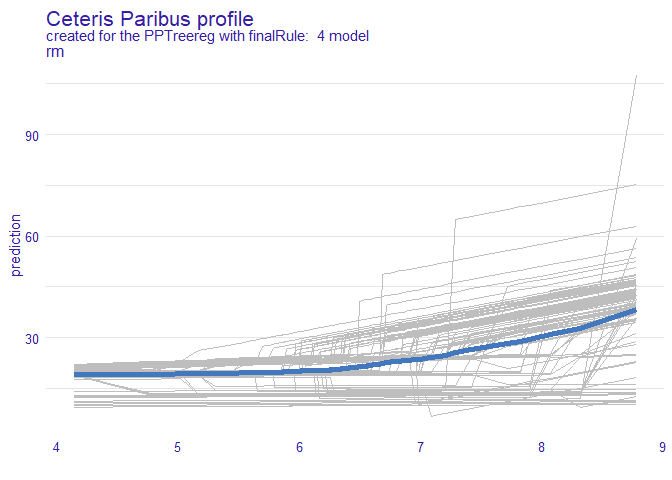 Ceteris Paribus profile
created for the PPTreereg with finalRule:  4 model
rm
prediction
90
60
30
4
5
6
7
8
9